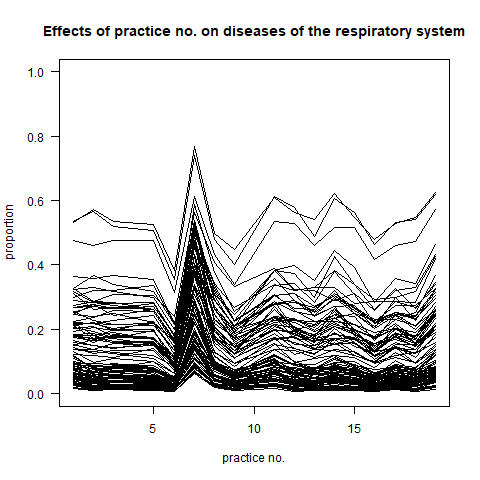 Effects of practice no. on diseases of the respiratory system
1.0
0.8
0.6
0.4
0.2
0.0
proportion
5 10 15
practice no.